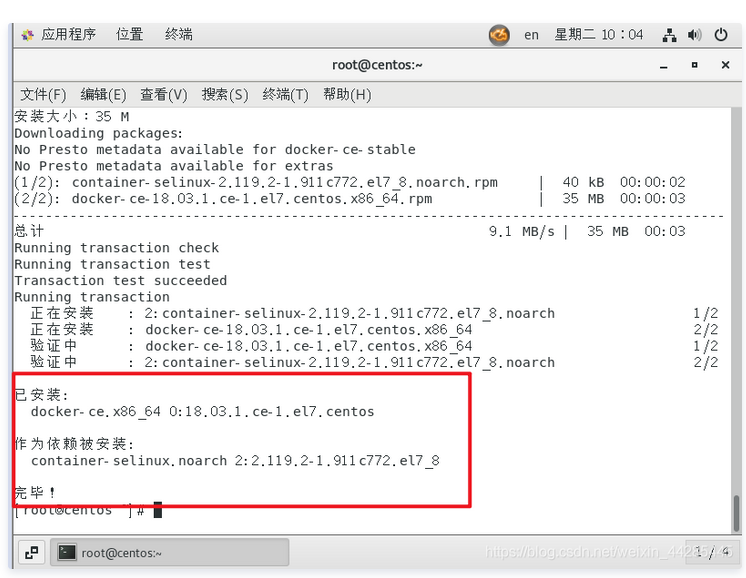 应用程序 位置 终端 en 星期二 10:04
root@centos:~
文件(F) 编辑(E) 查看(V) 搜索(S) 终端(T) 帮助(H)
安装大小：35 M
Downloading packages:
No Presto metadata available for docker-ce-stable
No Presto metadata available for extras
(1/2): container-selinux-2.119.2-1.911c772.el7_8.noarch.rpm | 40 kB 00:00:02
(2/2): docker-ce-18.03.1.ce-1.el7.centos.x86_64.rpm | 35 MB 00:00:03
--------------------------------------------------------------------------------
总计 9.1 MB/s | 35 MB 00:03
Running transaction check
Running transaction test
Transaction test succeeded
Running transaction
正在安装 : 2:container-selinux-2.119.2-1.911c772.el7_8.noarch 1/2
正在安装 : docker-ce-18.03.1.ce-1.el7.centos.x86_64 2/2
验证中 : docker-ce-18.03.1.ce-1.el7.centos.x86_64 1/2
验证中 : 2:container-selinux-2.119.2-1.911c772.el7_8.noarch 2/2
已安装:
docker-ce.x86_64 0:18.03.1.ce-1.el7.centos
作为依赖被安装:
container-selinux.noarch 2:2.119.2-1.911c772.el7_8
完毕！
[root@centos ~]#
root@centos:~ 1 / 4